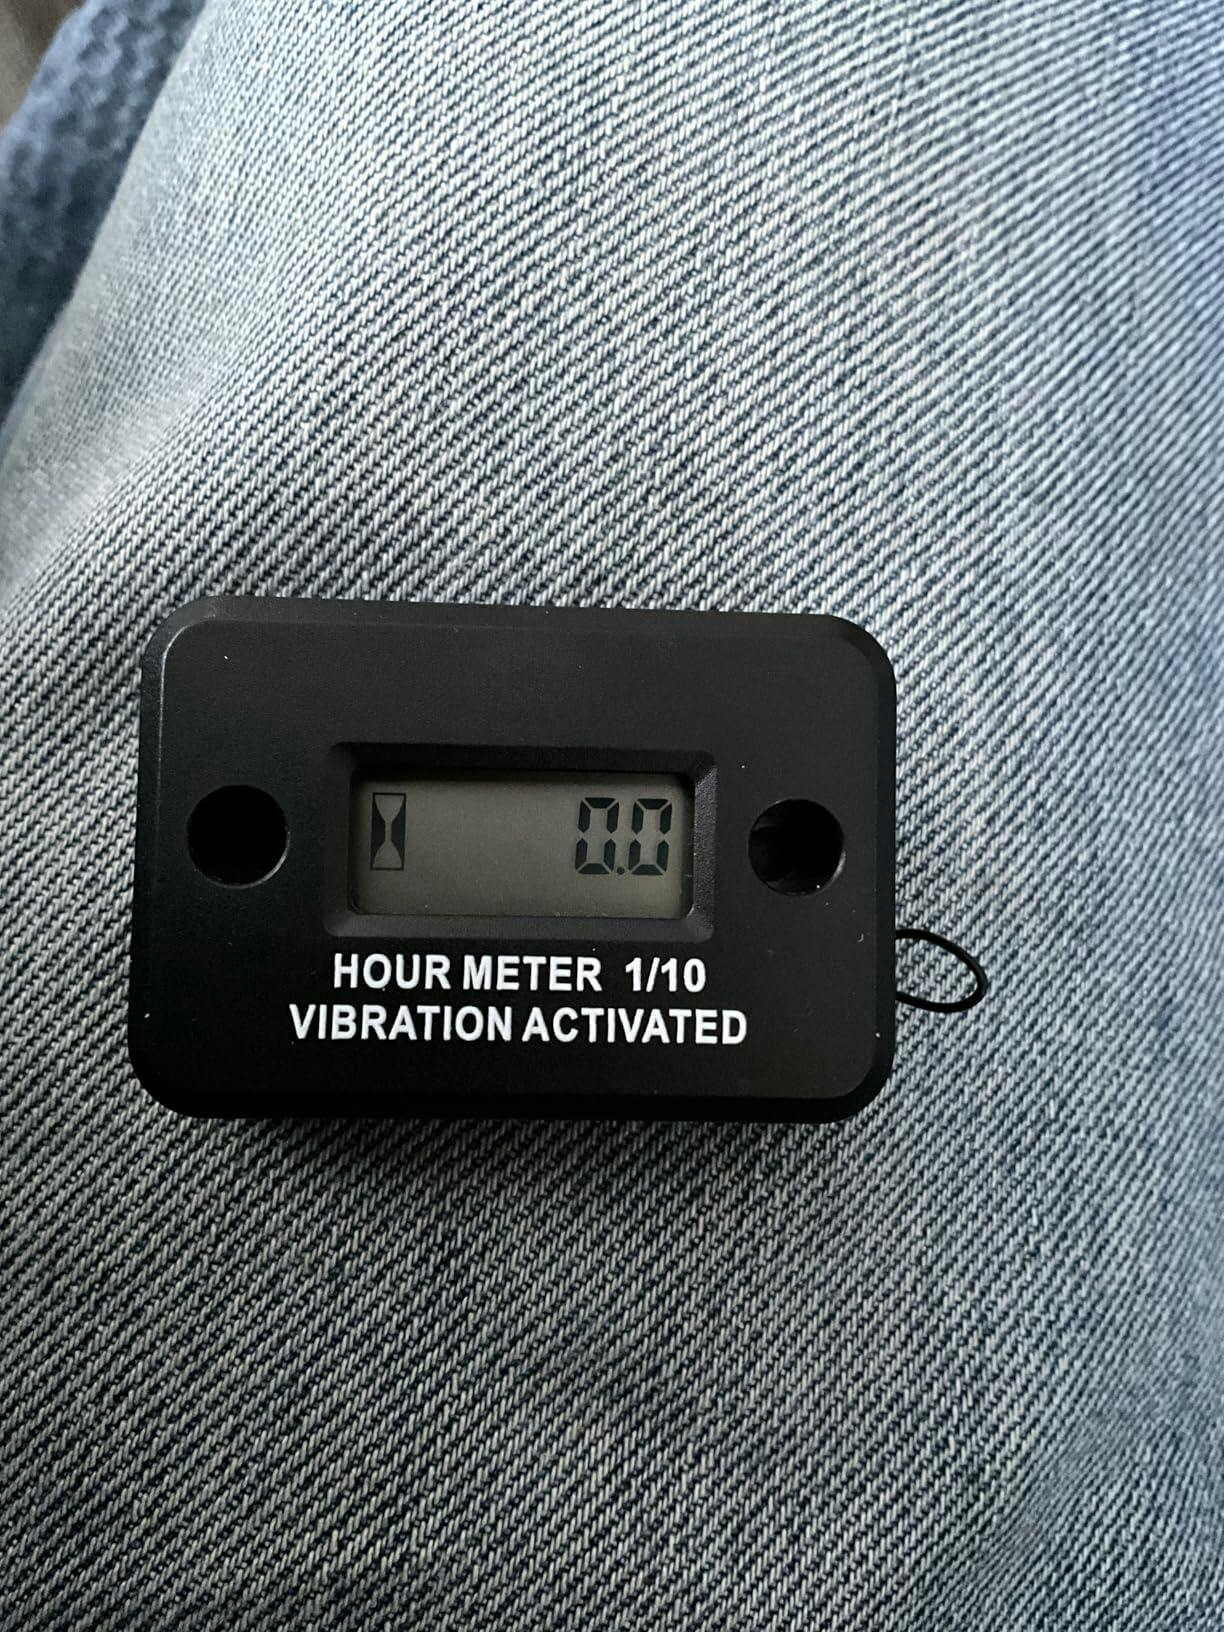 0.0
HOUR METER 1/10
VIBRATION ACTIVATED